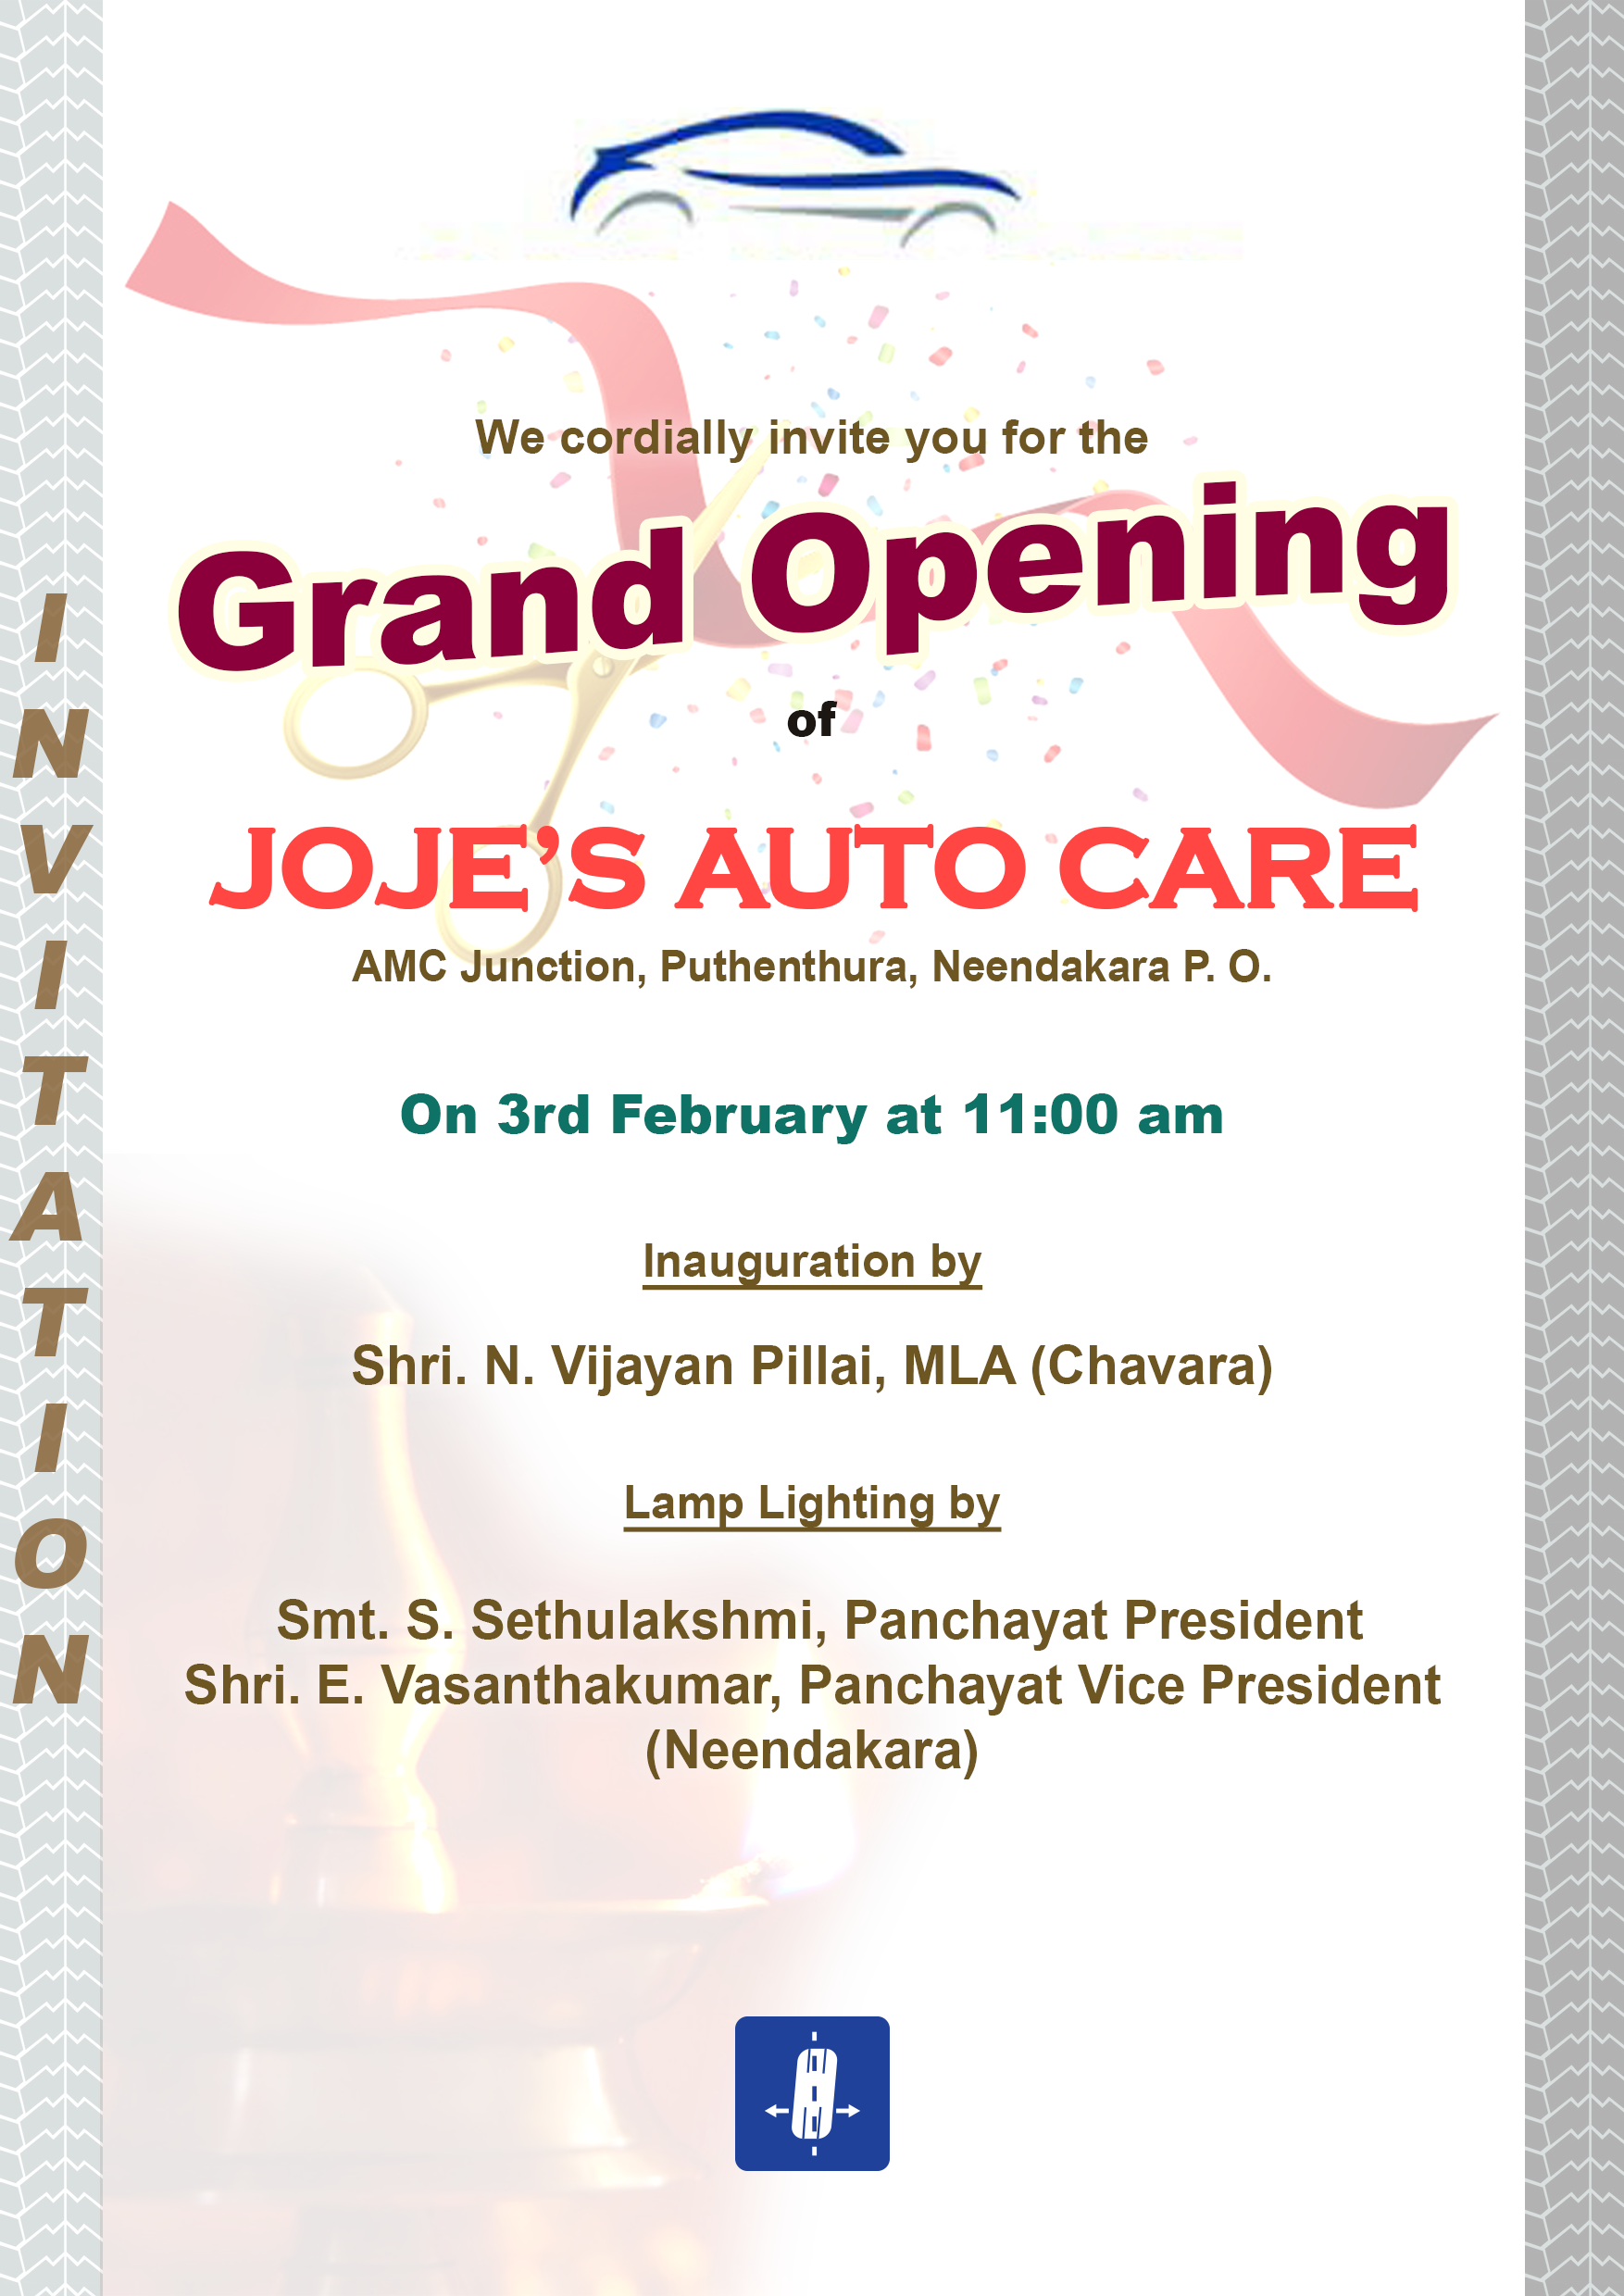 INVITATION
We cordially invite you for the
Grand Opening
of
JOJE'S AUTO CARE
AMC Junction, Puthenthura, Neendakara P. O.
On 3rd February at 11:00 am
Inauguration by
Shri. N. Vijayan Pillai, MLA (Chavara)
Lamp Lighting by
Smt. S. Sethulakshmi, Panchayat President
Shri. E. Vasanthakumar, Panchayat Vice President
(Neendakara)